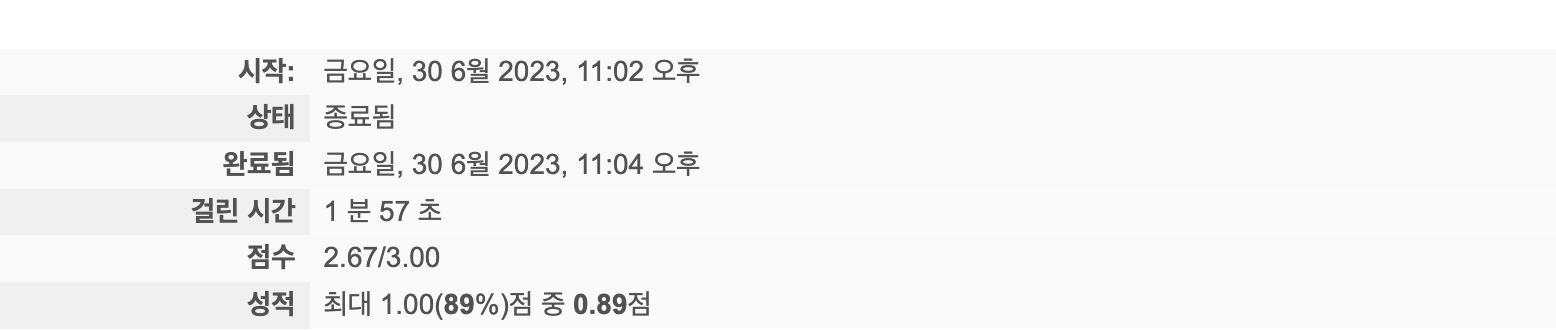 시작: 금요일, 30 6월 2023, 11:02 오후
상태 종료됨
완료됨 금요일, 30 6월 2023, 11:04 오후
걸린 시간 1 분 57 초
점수 2.67/3.00
성적 최대 1.00(89%)점 중 0.89점